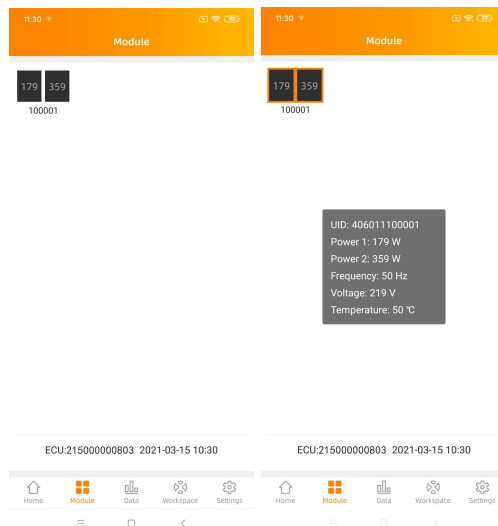 11:30
Module
179 359
100001
ECU:215000000803 2021-03-15 10:30
Home Module Data Workspace Settings
11:30
Module
179 359
100001
UID: 406011100001
Power 1: 179 W
Power 2: 359 W
Frequency: 50 Hz
Voltage: 219 V
Temperature: 50 ℃
ECU:215000000803 2021-03-15 10:30
Home Module Data Workspace Settings